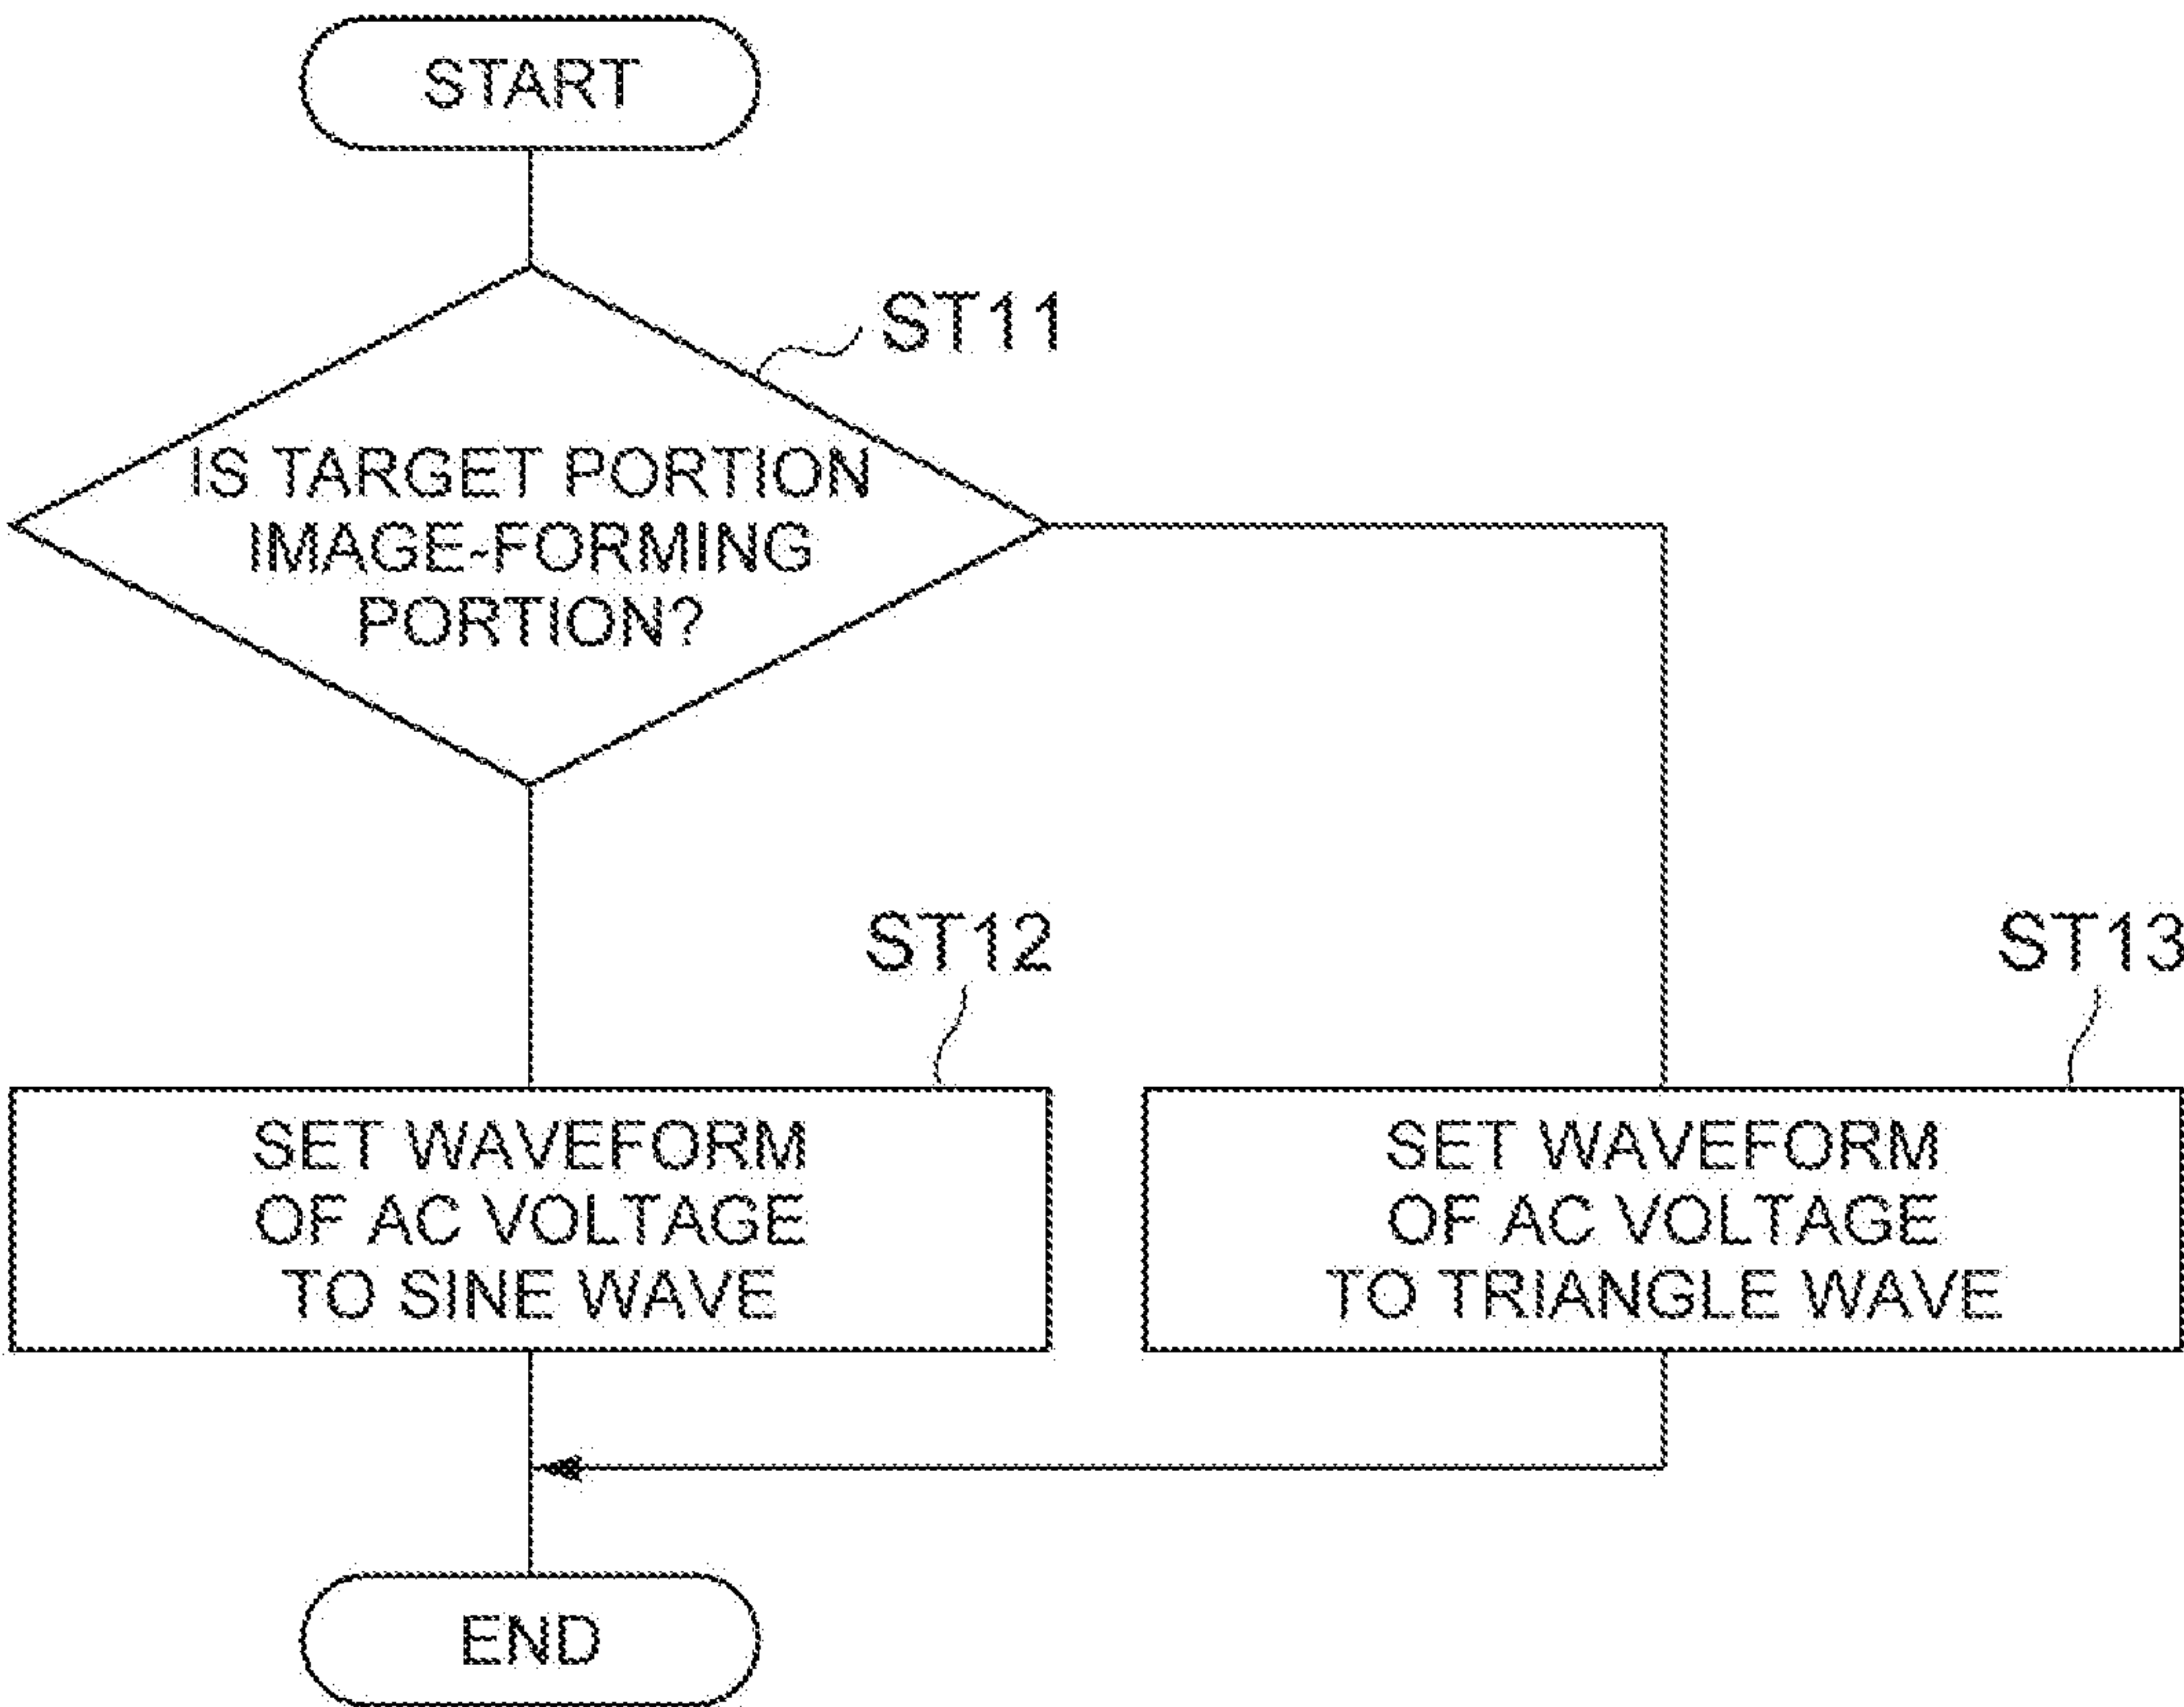 START
ST11
IS TARGET PORTION
IMAGE-FORMING
PORTION?
ST12
ST13
SET WAVEFORM
OF AC VOLTAGE
TO SINE WAVE
SET WAVEFORM
OF AC VOLTAGE
TO TRIANGLE WAVE
END